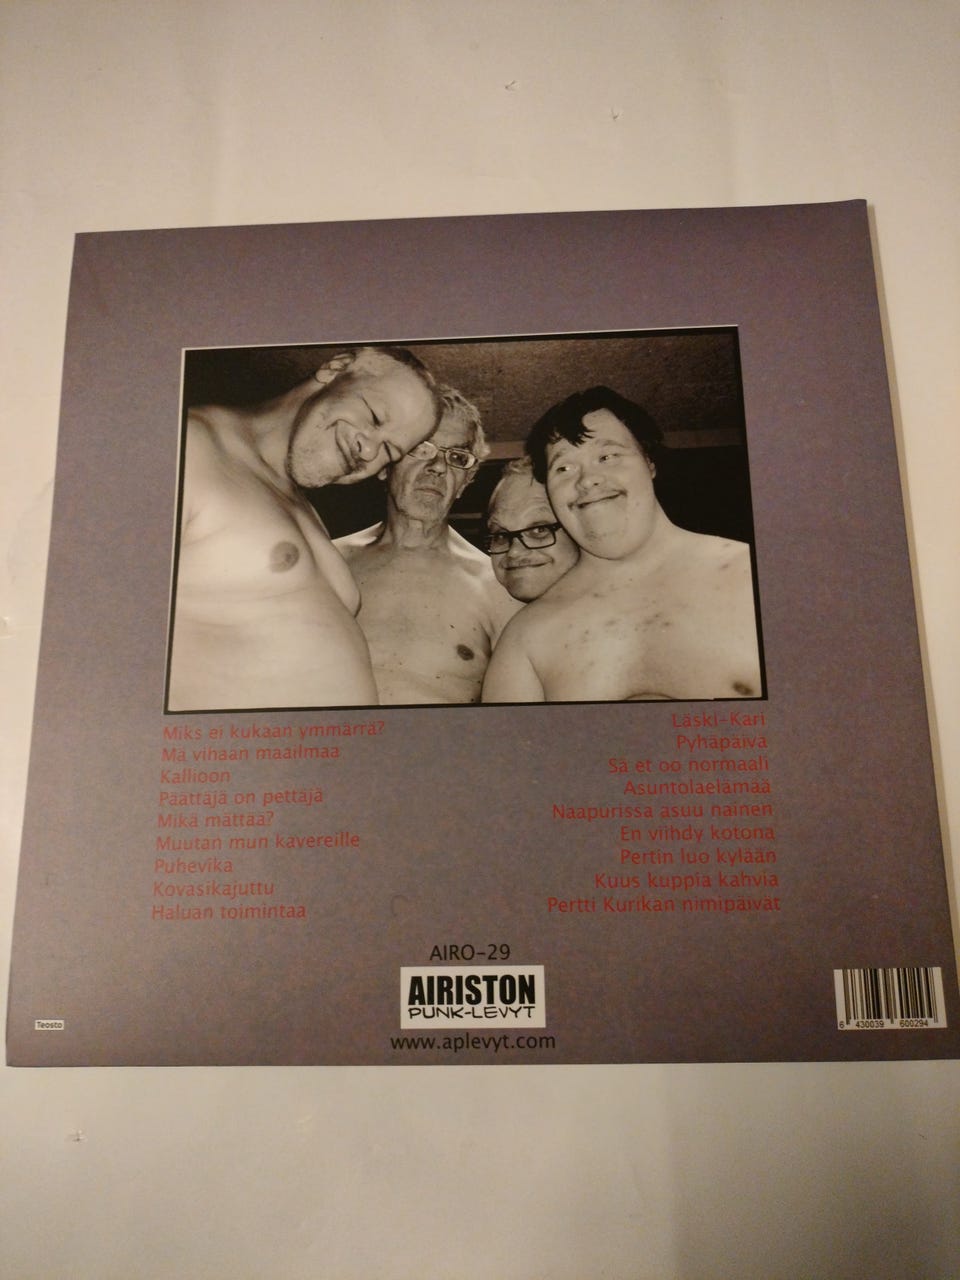 Miks ei kukaan ymmärrä?
Mä vihaan maailmaa
Kallioon
Päättäjä on pettäjä
Mikä mättää?
Muutan mun kavereille
Puhevika
Kovasikajuttu
Haluan toimintaa
Läski-Kari
Pyhäpäivä
Sä et oo normaali
Asuntolaelämää
Naapurissa asuu nainen
En viihdy kotona
Pertin luo kylään
Kuus kuppia kahvia
Pertti Kurikan nimipäivät
AIRO-29
AIRISTON
PUNK-LEVYT
www.aplevyt.com
Teosto
6 430039 600294